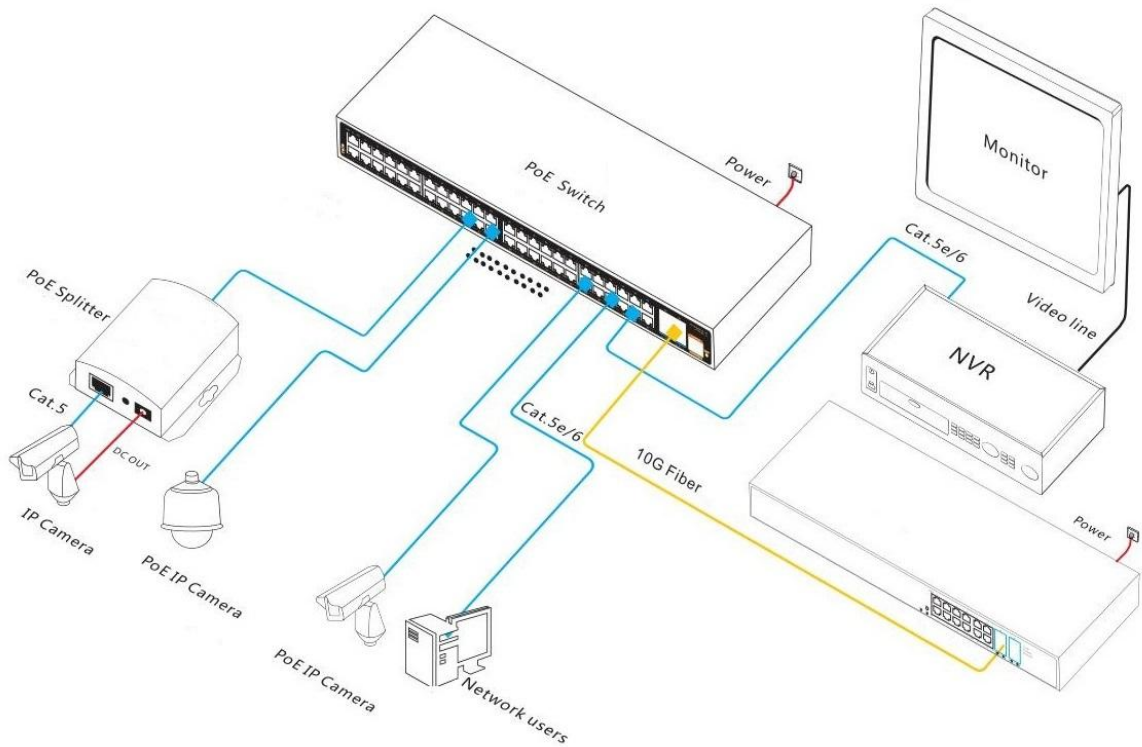 Monitor
PoE Switch
Power
Cat.5e/6
Video line
NVR
PoE Splitter
Cat.5
DC OUT
IP Camera
PoE IP Camera
Cat.5e/6
10G Fiber
Power
PoE IP Camera
Network users